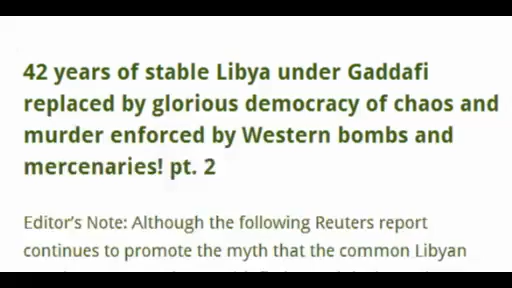 42 years of stable Libya under Gaddafi
replaced by glorious democracy of chaos and
murder enforced by Western bombs and
mercenaries! pt. 2
Editor's Note: Although the following Reuters report
continues to promote the myth that the common Libyan